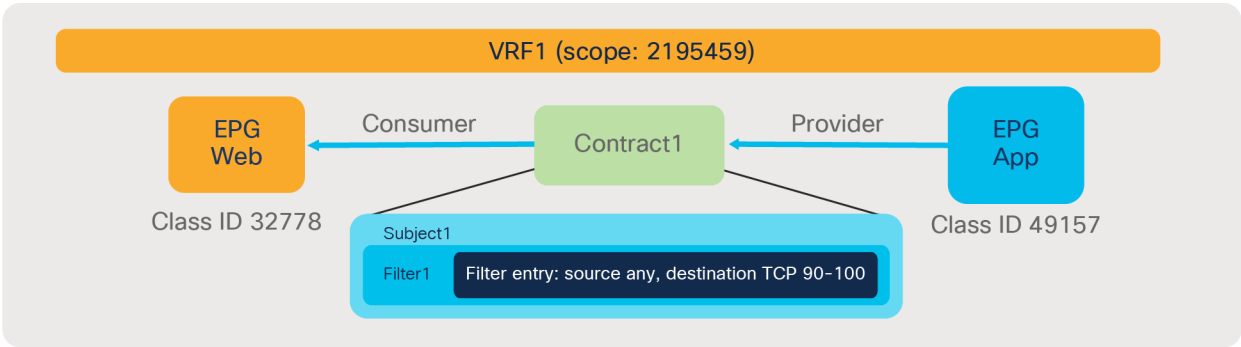 VRF1 (scope: 2195459)
EPG
Web
Consumer
Contract1
Provider
EPG
App
Class ID 32778
Class ID 49157
Subject1
Filter1
Filter entry: source any, destination TCP 90-100